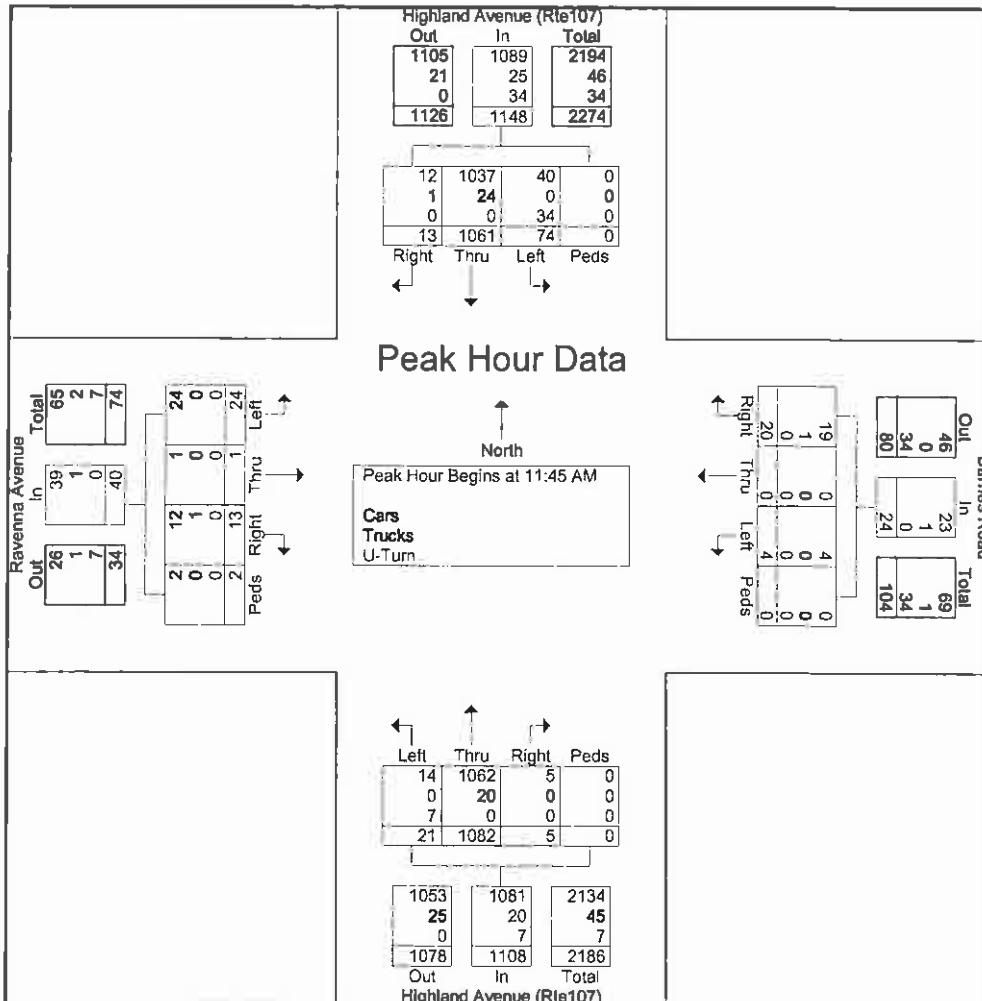 Highland Avenue (Rte107)
Out In Total
1105 1089 2194
21 25 46
0 34 34
1126 1148 2274
12 1037 40 0
1 24 0 0
0 0 34 0
13 1061 74 0
Right Thru Left Peds
Peak Hour Data
Ravenna Avenue
Total In Out
65 39 26
2 1 1
7 0 7
74 40 34
Left Thru Right Peds
24 1 12 2
0 0 1 0
0 0 0 0
24 1 13 2
North
Peak Hour Begins at 11:45 AM
Cars
Trucks
U-Turn
Right Thru Left Peds
19 0 4 0
1 0 0 0
0 0 0 0
20 0 4 0
Out In Total
46 23 69
0 1 1
34 0 34
80 24 104
Road
Left Thru Right Peds
14 1062 5 0
0 20 0 0
7 0 0 0
21 1082 5 0
1053 1081 2134
25 20 45
0 7 7
1078 1108 2186
Out In Total
Highland Avenue (Rte107)